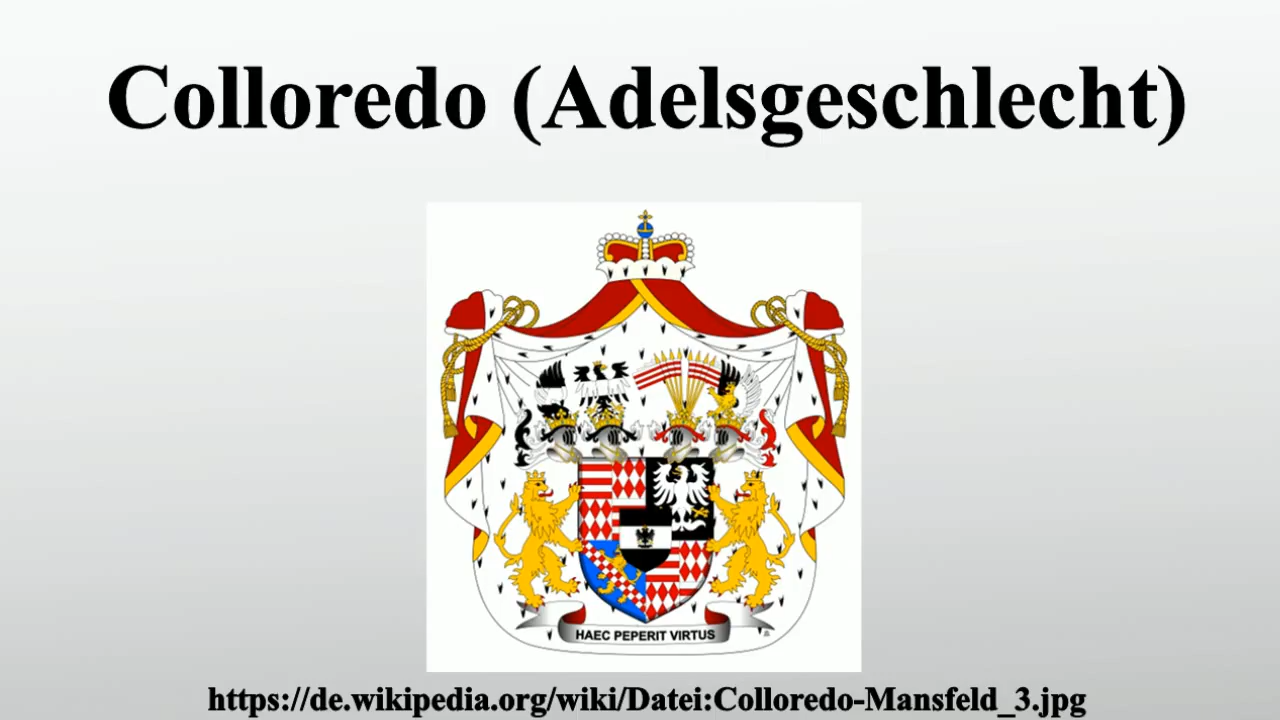 Colloredo (Adelsgeschlecht)
HAEC PEPERIT VIRTUS
https://de.wikipedia.org/wiki/Datei:Colloredo-Mansfeld_3.jpg